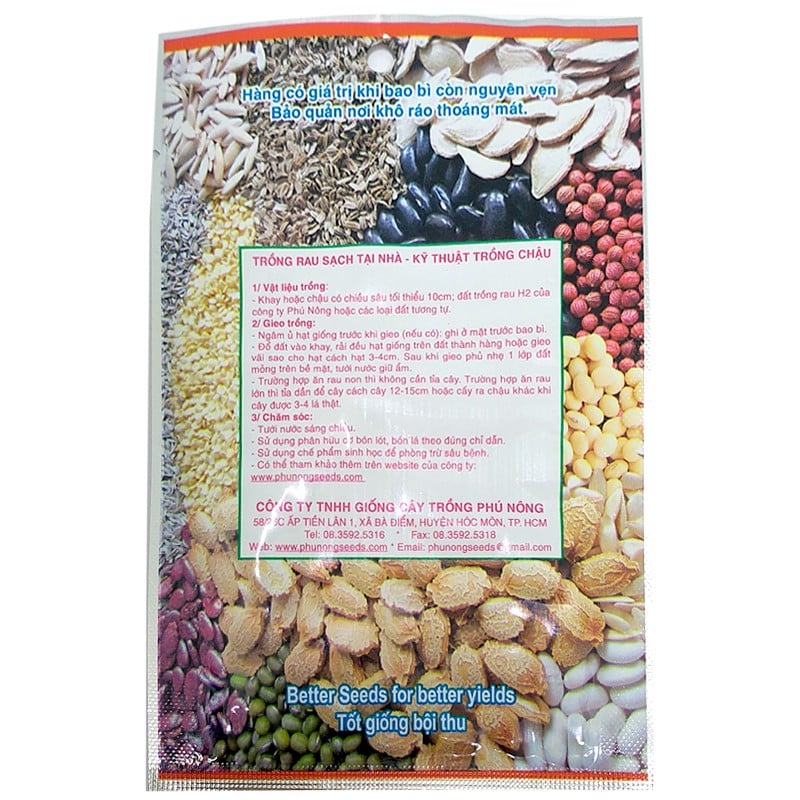 Hàng có giá trị khi bao bì còn nguyên vẹn
Bảo quản nơi khô ráo thoáng mát.
TRỒNG RAU SẠCH TẠI NHÀ - KỸ THUẬT TRỒNG CHẬU
1/ Vật liệu trồng:
- Khay hoặc chậu có chiều sâu tối thiểu 10cm; đất trồng rau H2 của
công ty Phú Nông hoặc các loại đất tương tự.
2/ Gieo trồng:
- Ngâm ủ hạt giống trước khi gieo (nếu có): ghi ở mặt trước bao bì.
- Đổ đất vào khay, rải đều hạt giống trên đất thành hàng hoặc gieo
vãi sao cho hạt cách hạt 3-4cm. Sau khi gieo phủ nhẹ 1 lớp đất
mỏng trên bề mặt, tưới nước giữ ẩm.
- Trường hợp ăn rau non thì không cần tỉa cây. Trường hợp ăn rau
lớn thì tỉa dần để cây cách cây 12-15cm hoặc cấy ra chậu khác khi
cây được 3-4 lá thật.
3/ Chăm sóc:
- Tưới nước sáng chiều.
- Sử dụng phân hữu cơ bón lót, bón lá theo đúng chỉ dẫn.
- Sử dụng chế phẩm sinh học để phòng trừ sâu bệnh.
- Có thể tham khảo thêm trên website của công ty:
www.phunongseeds.com
CÔNG TY TNHH GIỐNG CÂY TRỒNG PHÚ NÔNG
ẤP TIỀN LÂN 1, XÃ BÀ ĐIỂM, HUYỆN HÓC MÔN, TP. HCM
Tel: 08.3592.5316 * Fax: 08.3592.5318
Web: www.phunongseeds.com * Email: phunongseeds@gmail.com
Better Seeds for better yields
Tốt giống bội thu